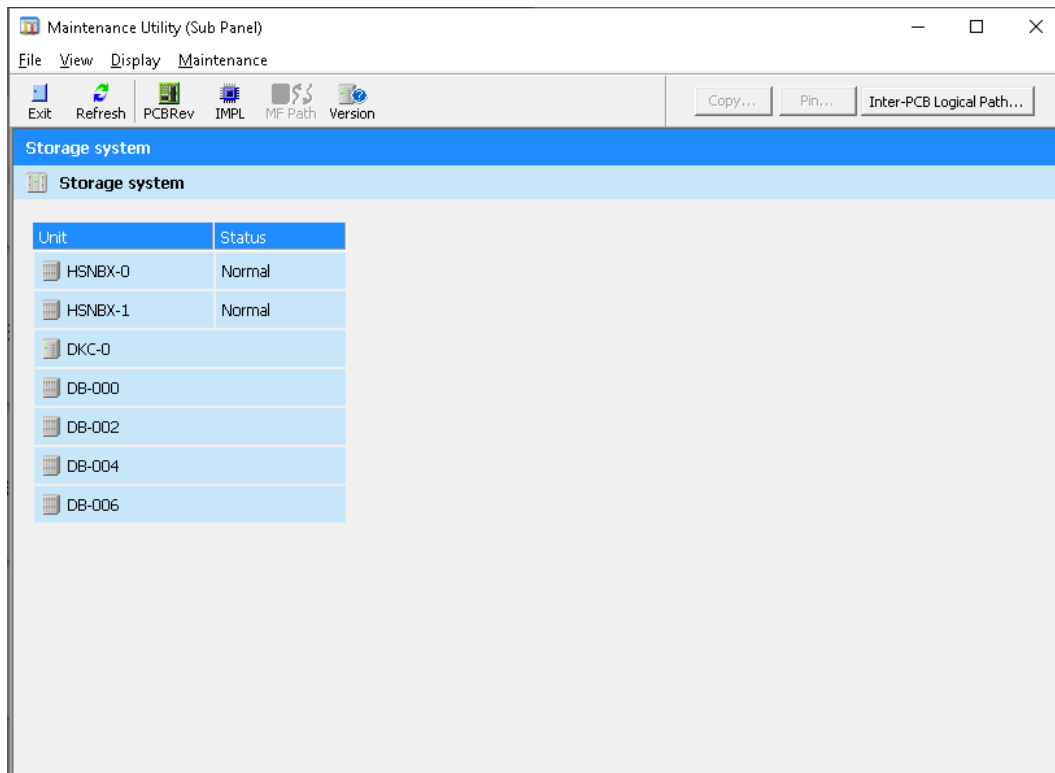 Maintenance Utility (Sub Panel)
File View Display Maintenance
Exit Refresh PCBRev IMPL MF Path Version Copy... Pin... Inter-PCB Logical Path...
Storage system
Storage system
Unit Status
HSNBX-0 Normal
HSNBX-1 Normal
DKC-0
DB-000
DB-002
DB-004
DB-006